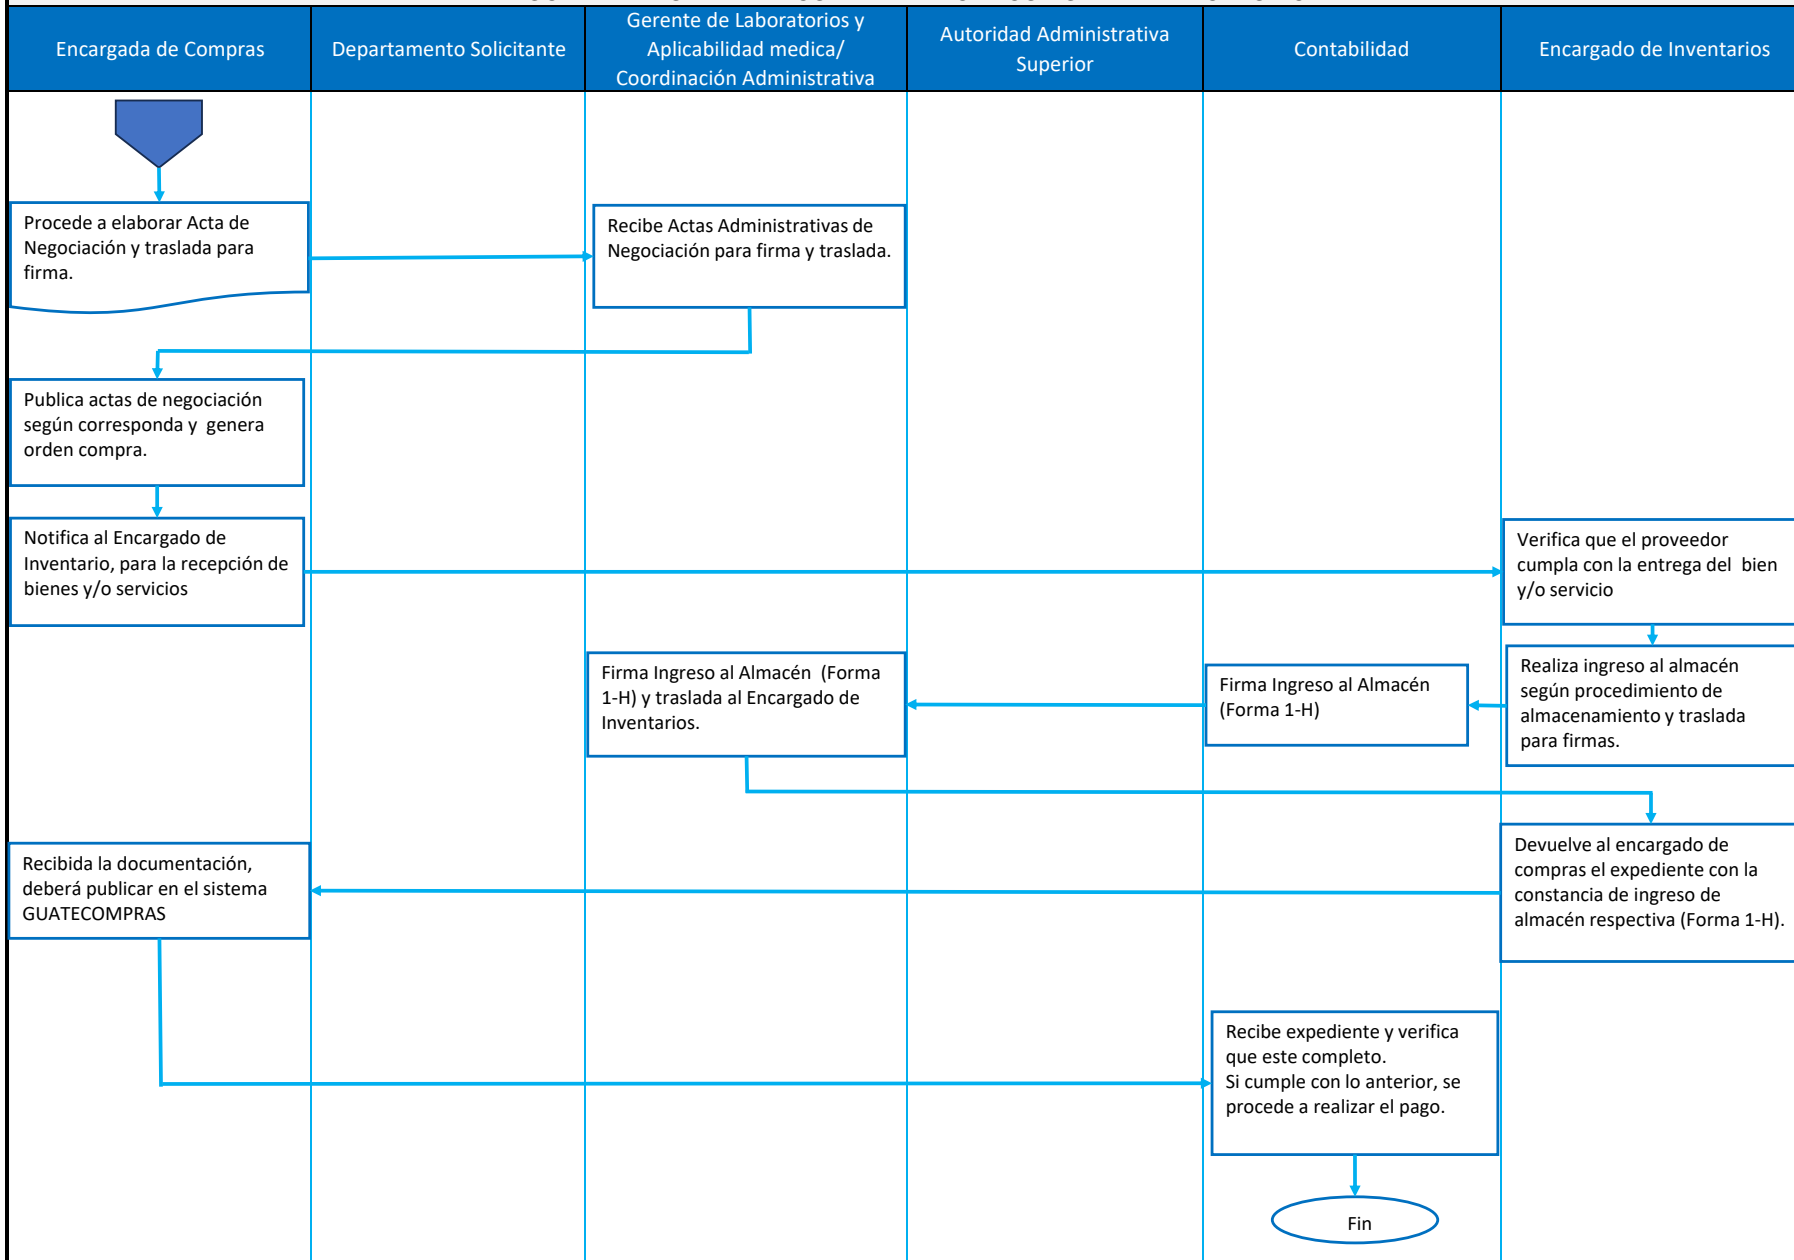 Encargada de Compras
Departamento Solicitante
Gerente de Laboratorios y
Aplicabilidad medica/
Coordinación Administrativa
Autoridad Administrativa
Superior
Contabilidad
Encargado de Inventarios
Procede a elaborar Acta de
Negociación y traslada para
firma.
Recibe Actas Administrativas de
Negociación para firma y traslada.
Publica actas de negociación
según corresponda y  genera
orden compra.
Notifica al Encargado de
Inventario, para la recepción de
bienes y/o servicios
Verifica que el proveedor
cumpla con la entrega del  bien
y/o servicio
Realiza ingreso al almacén
según procedimiento de
almacenamiento y traslada
para firmas.
Firma Ingreso al Almacén
(Forma 1-H)
Firma Ingreso al Almacén  (Forma
1-H) y traslada al Encargado de
Inventarios.
Devuelve al encargado de
compras el expediente con la
constancia de ingreso de
almacén respectiva (Forma 1-H).
Recibida la documentación,
deberá publicar en el sistema
GUATECOMPRAS
Recibe expediente y verifica
que este completo.
Si cumple con lo anterior, se
procede a realizar el pago.
Fin